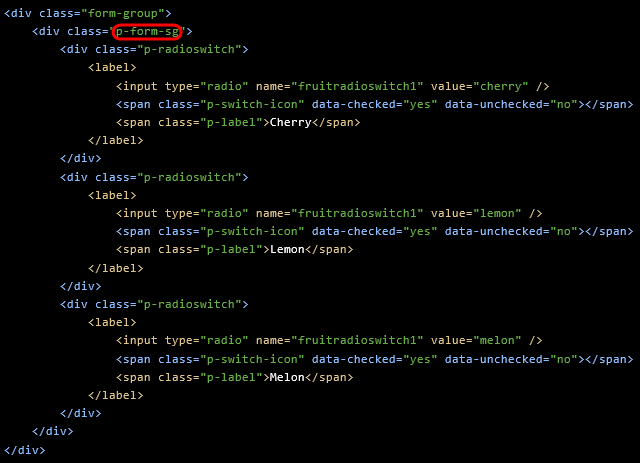 <div class="form-group">
<div class="p-form-sg">
<div class="p-radioswitch">
<label>
<input type="radio" name="fruitradioswitch1" value="cherry" />
<span class="p-switch-icon" data-checked="yes" data-unchecked="no"></span>
<span class="p-label">Cherry</span>
</label>
</div>
<div class="p-radioswitch">
<label>
<input type="radio" name="fruitradioswitch1" value="lemon" />
<span class="p-switch-icon" data-checked="yes" data-unchecked="no"></span>
<span class="p-label">Lemon</span>
</label>
</div>
<div class="p-radioswitch">
<label>
<input type="radio" name="fruitradioswitch1" value="melon" />
<span class="p-switch-icon" data-checked="yes" data-unchecked="no"></span>
<span class="p-label">Melon</span>
</label>
</div>
</div>
</div>